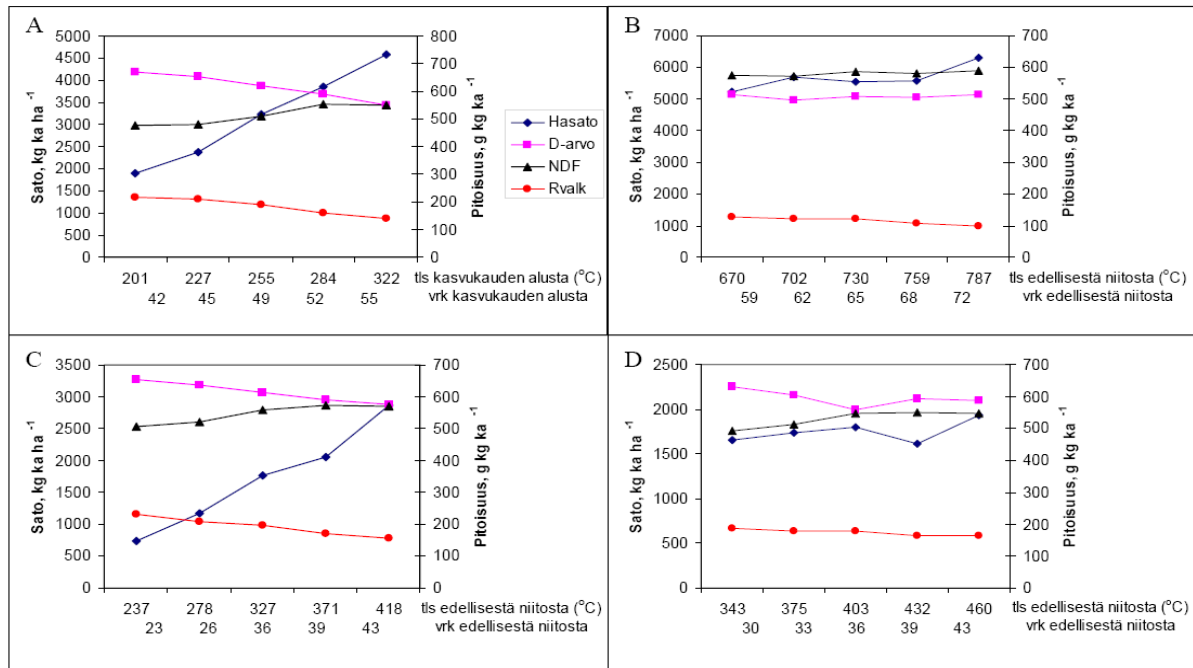 A
5000
4500
4000
3500
3000
2500
2000
1500
1000
500
0
Sato, kg ka ha ⁻¹
800
700
600
500
400
300
200
100
0
Pitoisuus, g kg ka ⁻¹
201 227 255 284 322 tls kasvukauden alusta (°C)
42 45 49 52 55 vrk kasvukauden alusta
Hasato
D-arvo
NDF
Rvalk
B
7000
6000
5000
4000
3000
2000
1000
0
Sato, kg ka ha ⁻¹
700
600
500
400
300
200
100
0
Pitoisuus, g kg ka ⁻¹
670 702 730 759 787 tls edellisestä niitosta (°C)
59 62 65 68 72 vrk edellisestä niitosta
C
3500
3000
2500
2000
1500
1000
500
0
Sato, kg ka ha ⁻¹
700
600
500
400
300
200
100
0
Pitoisuus, g kg ka ⁻¹
237 278 327 371 418 tls edellisestä niitosta (°C)
23 26 36 39 43 vrk edellisestä niitosta
D
2500
2000
1500
1000
500
0
Sato, kg ka ha ⁻¹
700
600
500
400
300
200
100
0
Pitoisuus, g kg ka ⁻¹
343 375 403 432 460 tls edellisestä niitosta (°C)
30 33 36 39 43 vrk edellisestä niitosta